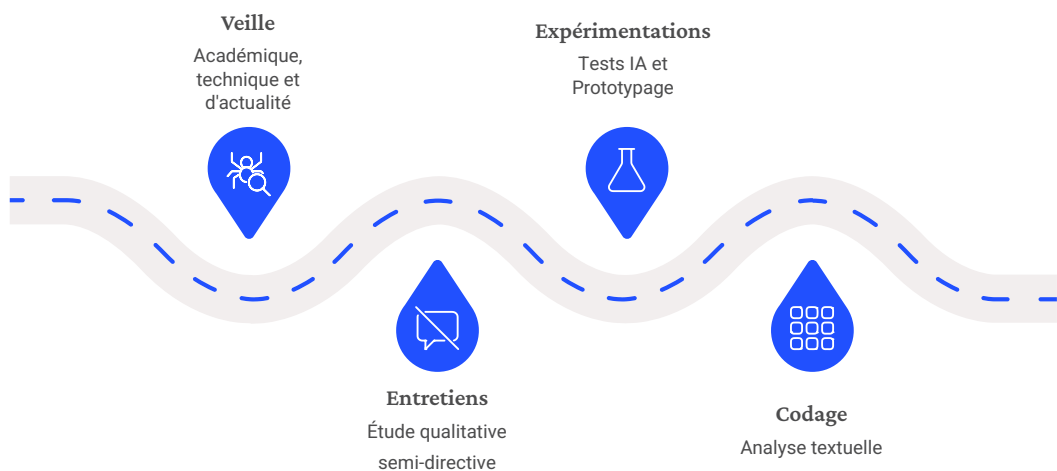 Veille
Académique,
technique et
d'actualité
Expérimentations
Tests IA et
Prototypage
Entretiens
Étude qualitative
semi-directive
Codage
Analyse textuelle